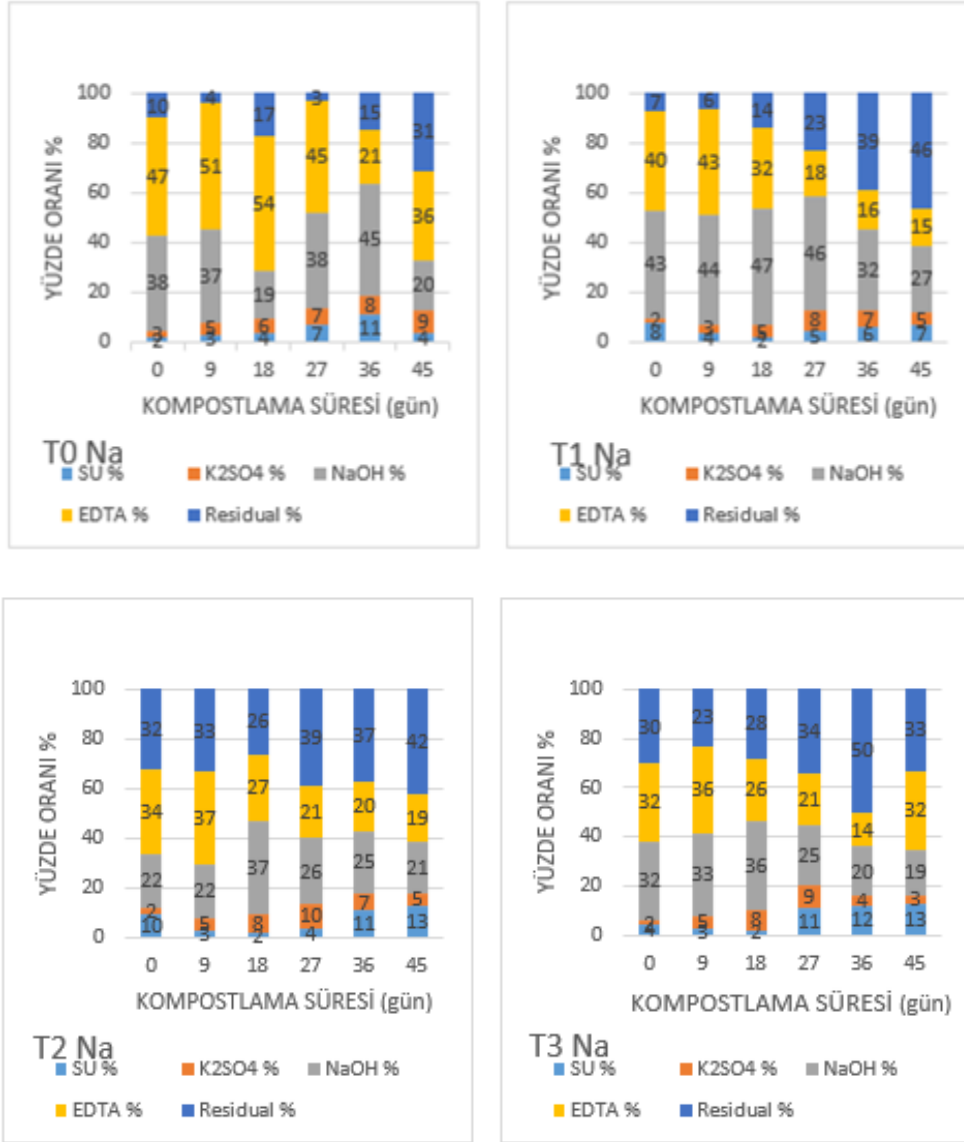 YÜZDE ORANI %
100
80
60
40
20
0
10 4 17 3 15 31
47 51 54 45 21 36
38 37 19 38 45 20
3 5 6 7 8 9
2 3 4 7 11 4
0 9 18 27 36 45
KOMPOSTLAMA SÜRESİ (gün)
T0 Na
SU % K2SO4 % NaOH %
EDTA % Residual %
YÜZDE ORANI %
100
80
60
40
20
0
7 6 14 23 39 46
40 43 32 18 16 15
43 44 47 46 32 27
2 3 5 8 7 5
8 4 2 5 6 7
0 9 18 27 36 45
KOMPOSTLAMA SÜRESİ (gün)
T1 Na
SU % K2SO4 % NaOH %
EDTA % Residual %
YÜZDE ORANI %
100
80
60
40
20
0
32 33 26 39 37 42
34 37 27 21 20 19
22 22 37 26 25 21
2 5 8 10 7 5
10 3 2 4 11 13
0 9 18 27 36 45
KOMPOSTLAMA SÜRESİ (gün)
T2 Na
SU % K2SO4 % NaOH %
EDTA % Residual %
YÜZDE ORANI %
100
80
60
40
20
0
30 23 28 34 50 33
32 36 26 21 14 32
32 33 36 25 20 19
2 5 8 9 4 3
4 3 2 11 12 13
0 9 18 27 36 45
KOMPOSTLAMA SÜRESİ (gün)
T3 Na
SU % K2SO4 % NaOH %
EDTA % Residual %